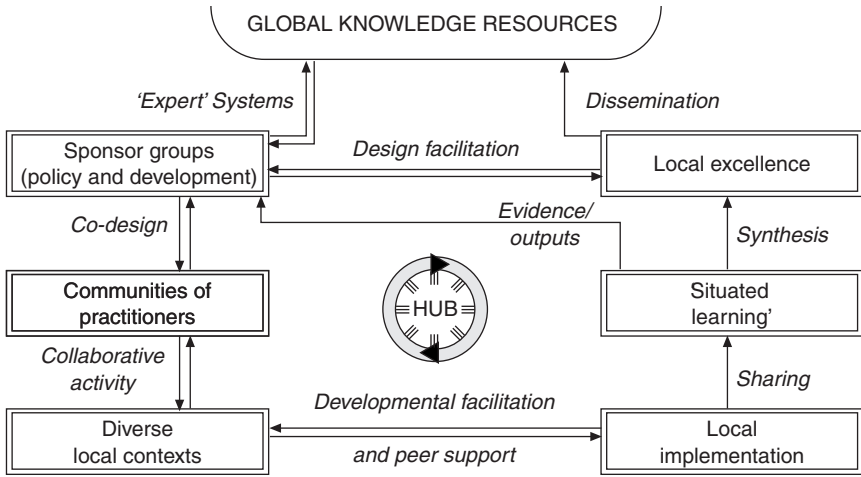 GLOBAL KNOWLEDGE RESOURCES
'Expert' Systems
Dissemination
Sponsor groups
(policy and development)
Design facilitation
Local excellence
Co-design
Evidence/
outputs
Synthesis
Communities of
practitioners
HUB
Situated
learning'
Collaborative
activity
Developmental facilitation
Sharing
Diverse
local contexts
and peer support
Local
implementation